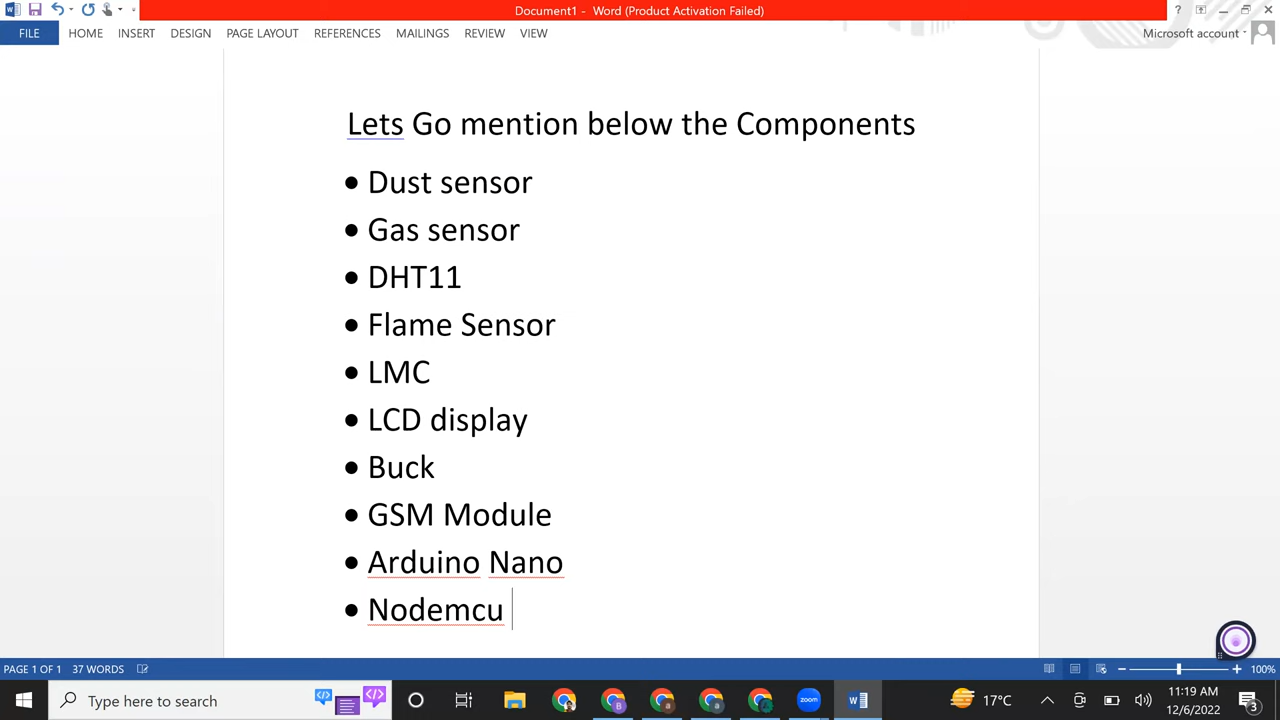 Document1 - Word (Product Activation Failed)
?
FILE HOME INSERT DESIGN PAGE LAYOUT REFERENCES MAILINGS REVIEW VIEW Microsoft account
Lets Go mention below the Components
• Dust sensor
• Gas sensor
• DHT11
• Flame Sensor
• LMC
• LCD display
• Buck
• GSM Module
• Arduino Nano
• Nodemcu
PAGE 1 OF 1 37 WORDS 100%
Type here to search zoom 17°C 11:19 AM
12/6/2022 3